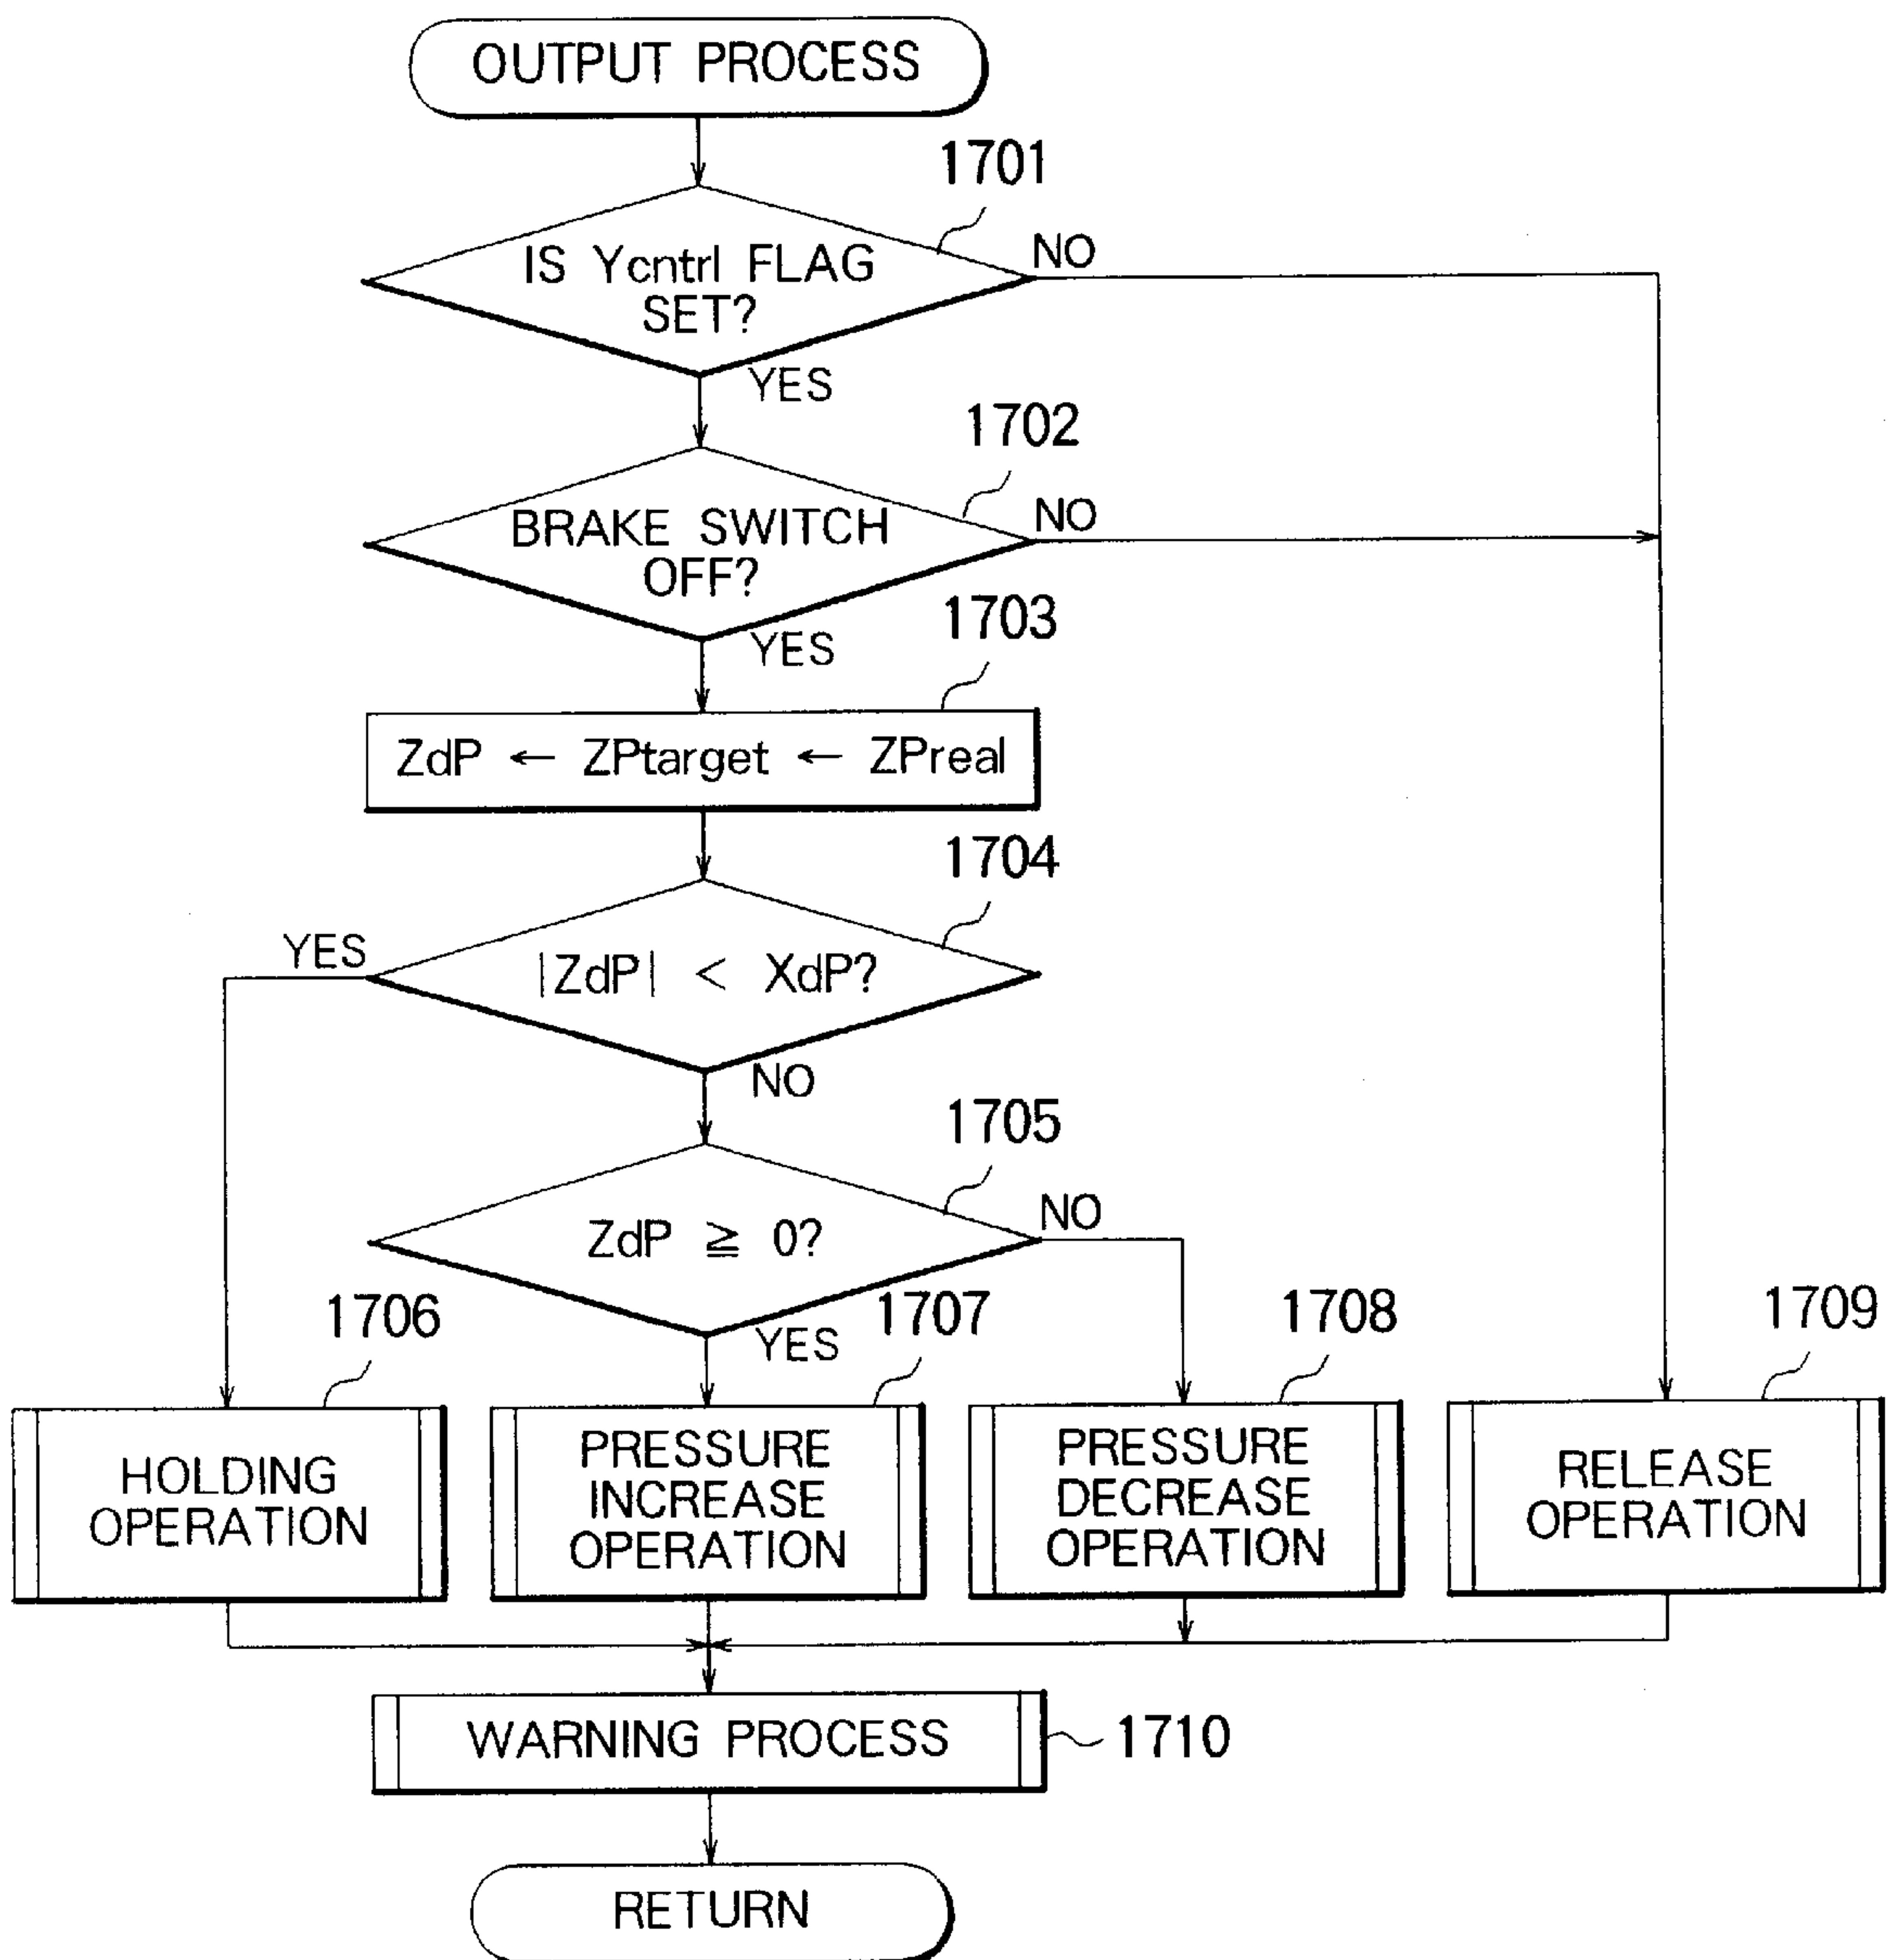 OUTPUT PROCESS
1701
IS Ycntrl FLAG
SET?
NO
YES
1702
BRAKE SWITCH
OFF?
NO
YES
1703
ZdP ← ZPtarget ← ZPreal
1704
YES
|ZdP| < XdP?
NO
1705
ZdP ≧ 0?
NO
YES
1706
HOLDING
OPERATION
1707
PRESSURE
INCREASE
OPERATION
1708
PRESSURE
DECREASE
OPERATION
1709
RELEASE
OPERATION
WARNING PROCESS
1710
RETURN